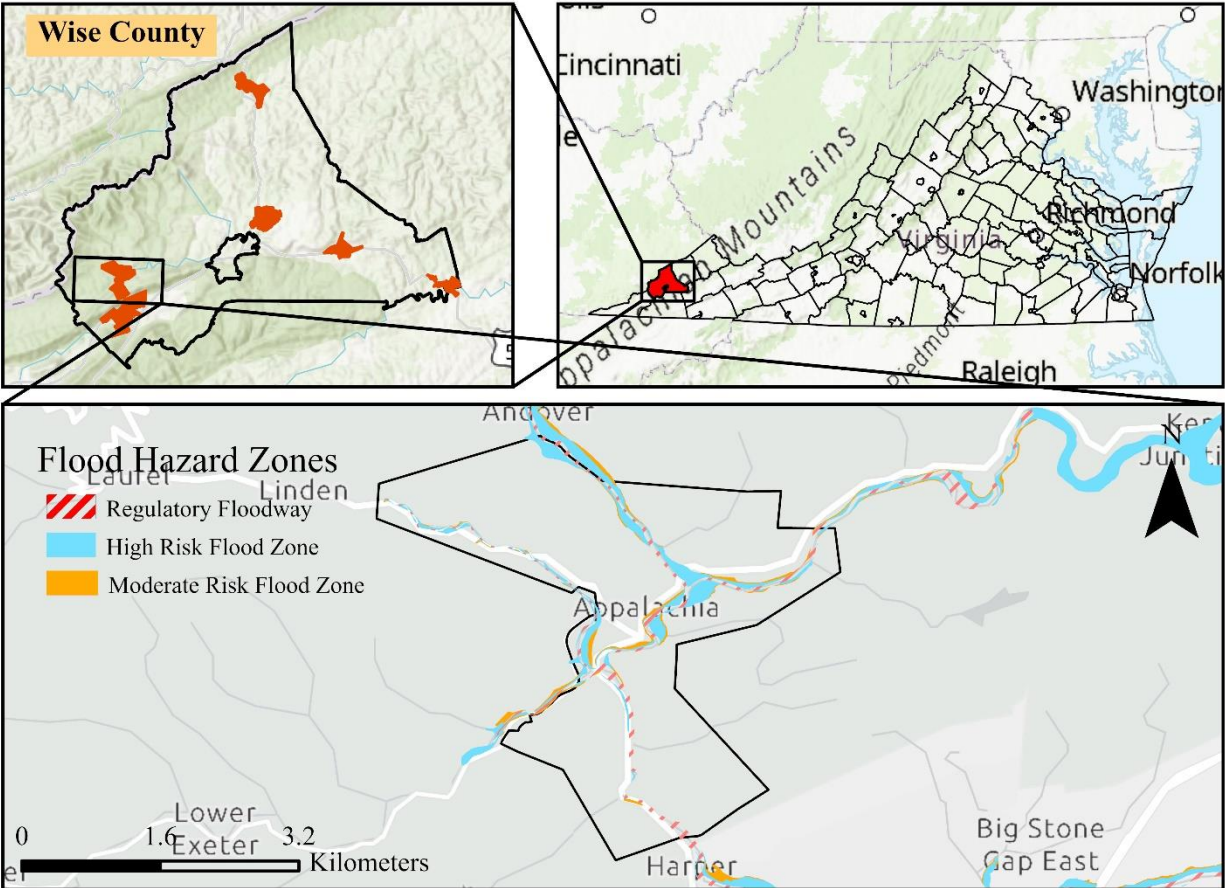 Wise County
5
Cincinnati
Washington
Appalachian Mountains
Richmond
Virginia
Norfolk
Piedmont
Raleigh
Andover
Flood Hazard Zones
Laurel
Linden
Regulatory Floodway
High Risk Flood Zone
Moderate Risk Flood Zone
N
Appalachia
Lower
Exeter
0 1.6 3.2
Kilometers
Harper
Big Stone
Gap East